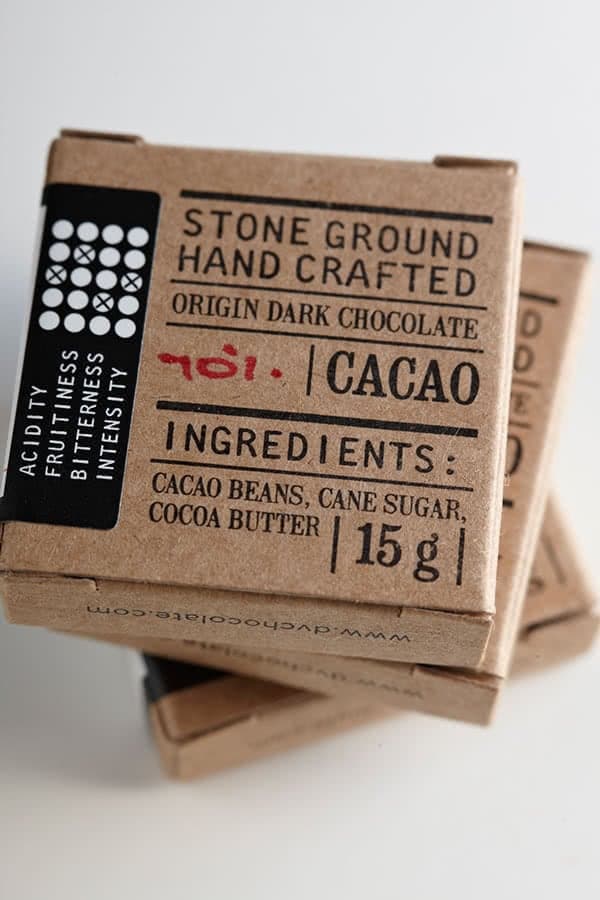 STONE GROUND
HAND CRAFTED
ORIGIN DARK CHOCOLATE
70%. | CACAO
INGREDIENTS:
CACAO BEANS, CANE SUGAR,
COCOA BUTTER | 15 g |
ACIDITY
FRUITINESS
BITTERNESS
INTENSITY
www.dvchocolate.com